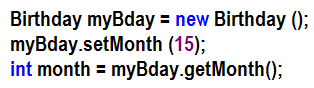 Birthday myBday = new Birthday ();
myBday.setMonth (15);
int month = myBday.getMonth();